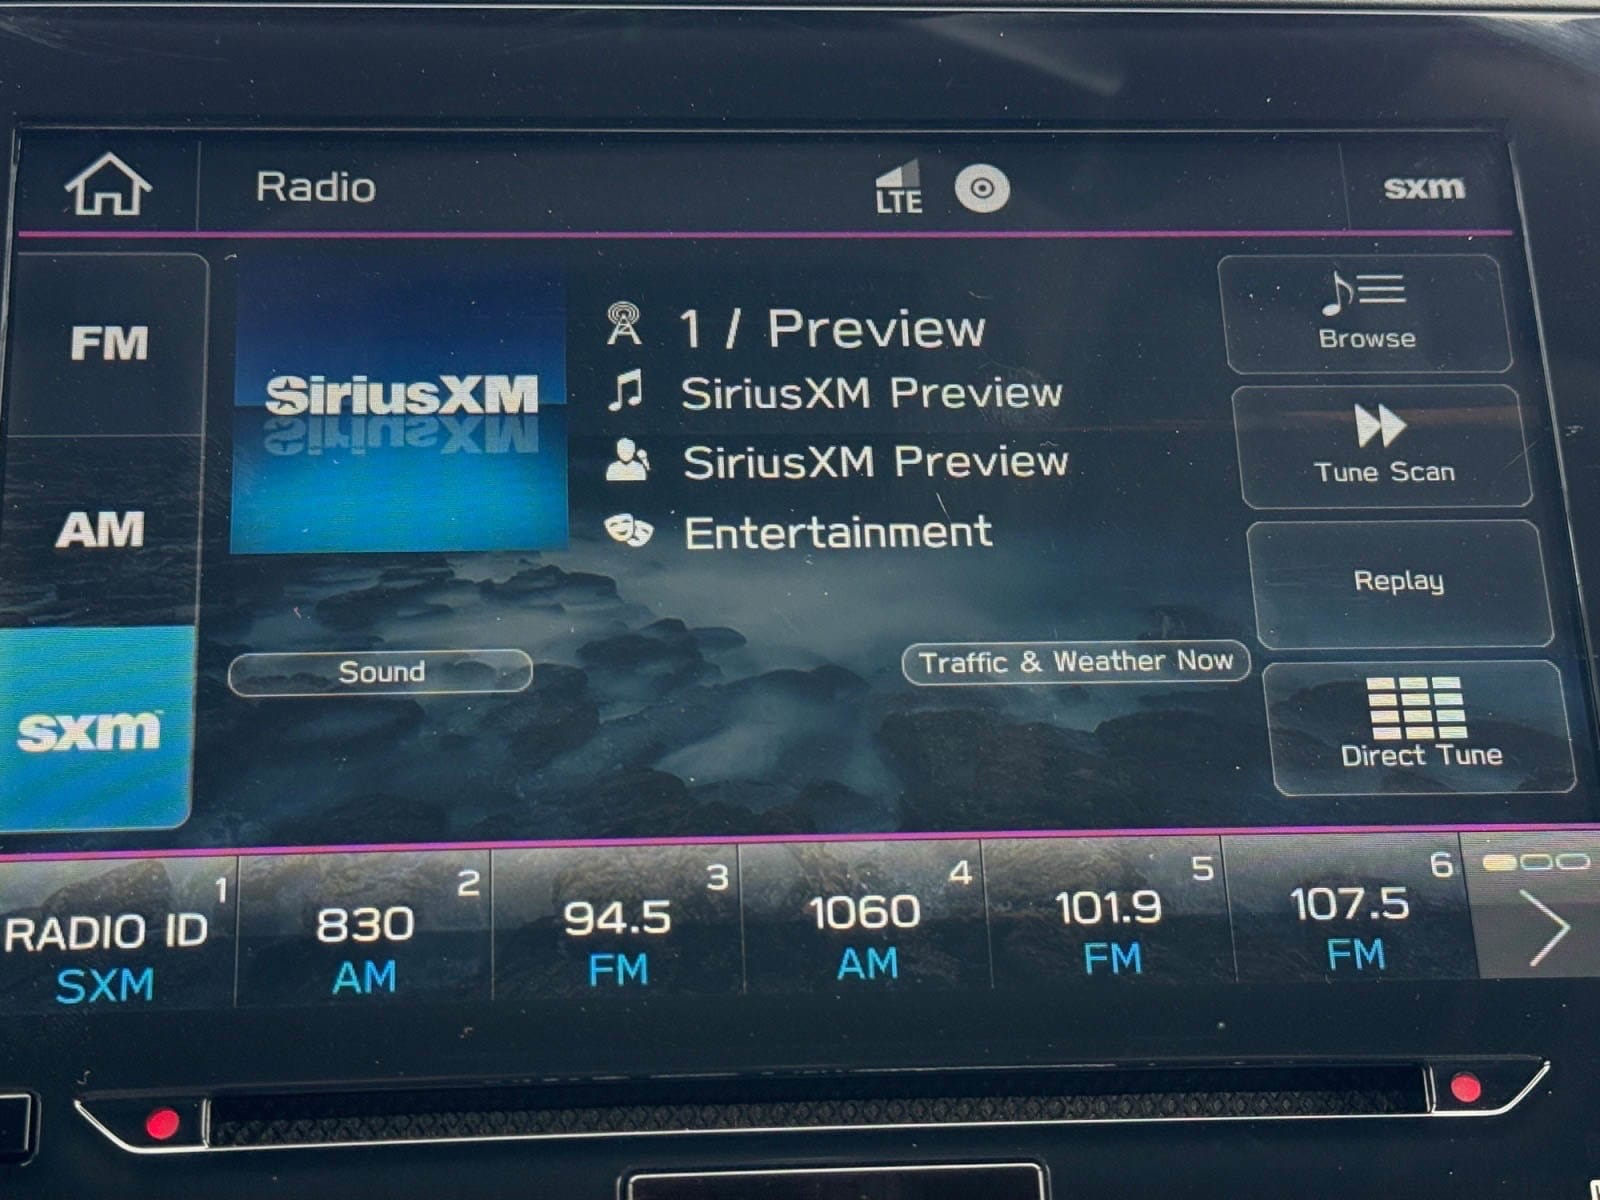 Radio
LTE
sxm
FM
AM
sxm
SiriusXM
1 / Preview
SiriusXM Preview
SiriusXM Preview
Entertainment
Sound
Traffic & Weather Now
Browse
Tune Scan
Replay
Direct Tune
1
RADIO ID
SXM
2
830
AM
3
94.5
FM
4
1060
AM
5
101.9
FM
6
107.5
FM